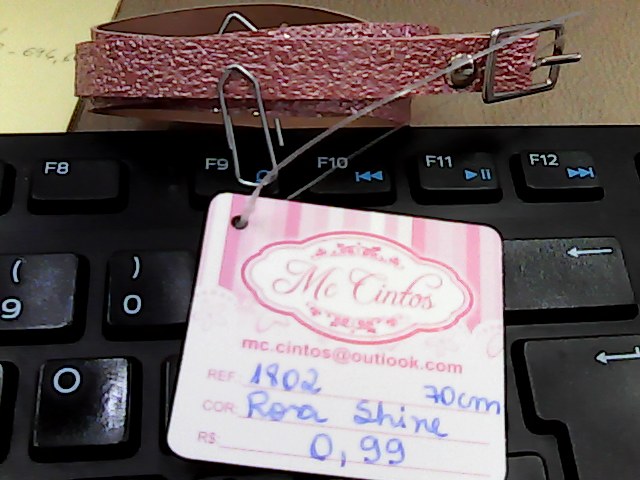 - 696,
F8
F9
F10
F11
F12
(
9
)
0
O
Mc Cintos
mc.cintos@outlook.com
REF. 1802 70cm
COR. Rosa Shine
R$: 0,99